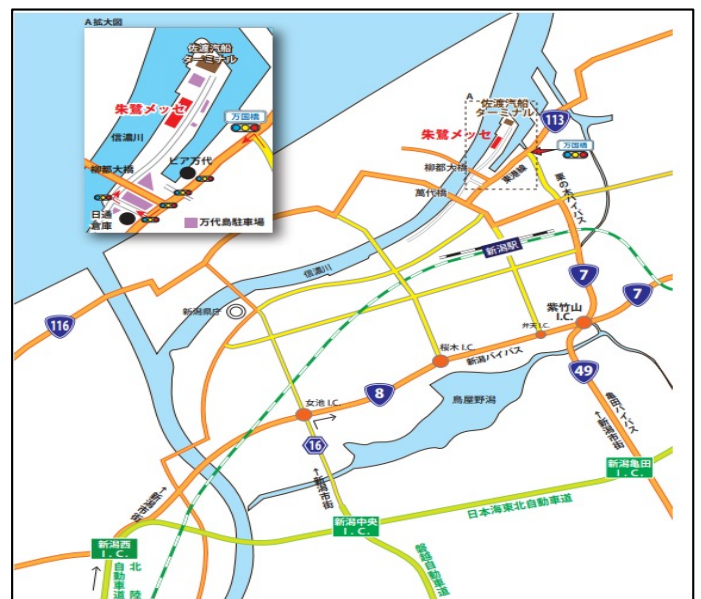 A拡大図
佐渡汽船
ターミナル
朱鷺メッセ
万国橋
信濃川
ピア万代
柳都大橋
日通
倉庫
万代島駐車場
A
佐渡汽船
ターミナル
113
朱鷺メッセ
万国橋
柳都大橋
東港線
栗の木バイパス
萬代橋
新潟駅
信濃川
7
7
新潟県庁
紫竹山
I.C.
116
弁天I.C.
桜木I.C.
新潟バイパス
49
8
鳥屋野潟
亀田バイパス
女池I.C.
↑新潟市街
16
新潟亀田
I.C.
↑新潟市街
↑新潟市街
日本海東北自動車道
新潟中央
I.C.
新潟西
I.C.
磐越自動車道
北陸
自動車道